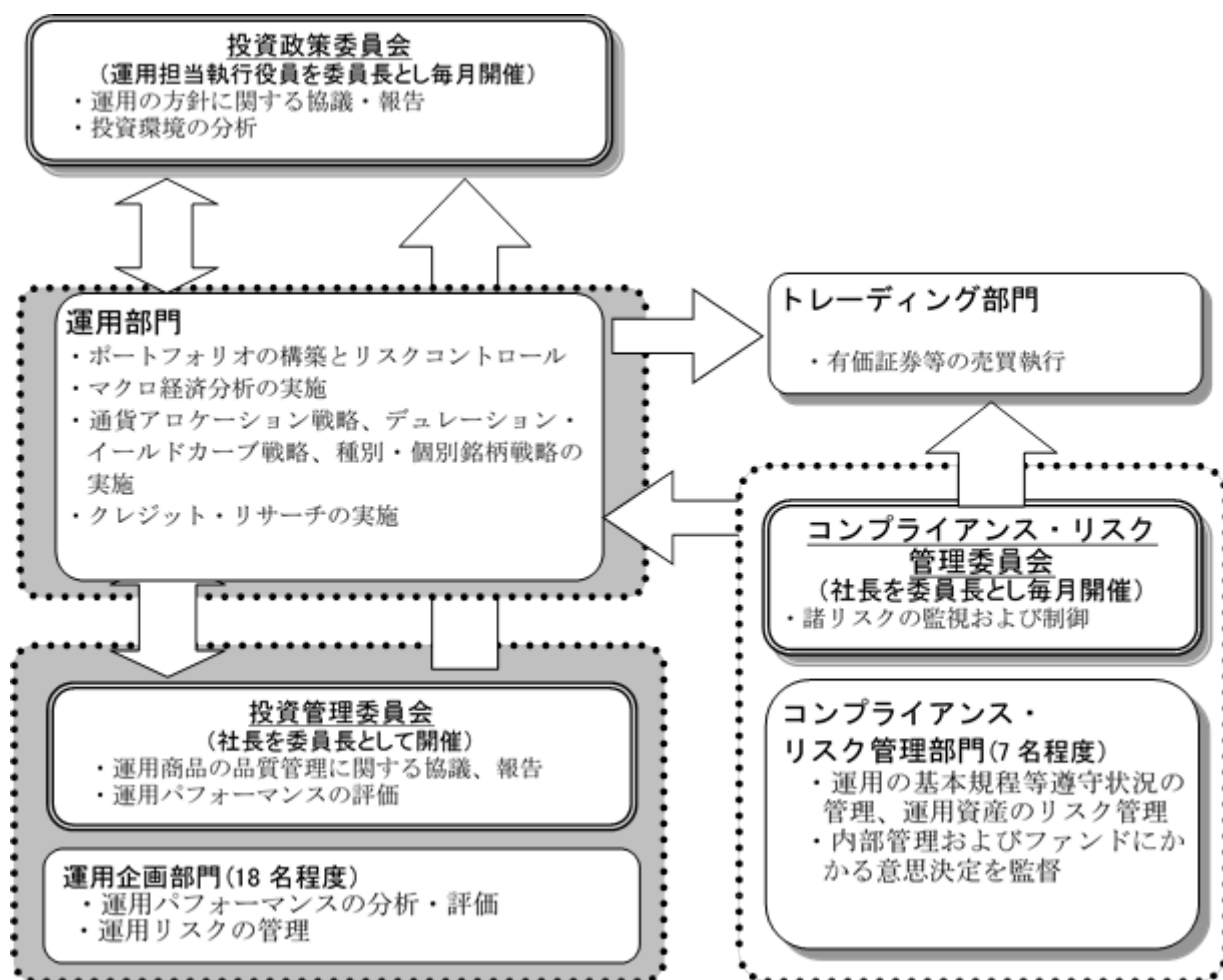 投資政策委員会
(運用担当執行役員を委員長とし毎月開催)
・運用の方針に関する協議・報告
・投資環境の分析
運用部門
・ポートフォリオの構築とリスクコントロール
・マクロ経済分析の実施
・通貨アロケーション戦略、デュレーション・
イールドカーブ戦略、種別・個別銘柄戦略の
実施
・クレジット・リサーチの実施
トレーディング部門
・有価証券等の売買執行
コンプライアンス・リスク
管理委員会
(社長を委員長とし毎月開催)
・諸リスクの監視および制御
コンプライアンス・
リスク管理部門(7名程度)
・運用の基本規程等遵守状況の
管理、運用資産のリスク管理
・内部管理およびファンドにか
かる意思決定を監督
投資管理委員会
(社長を委員長として開催)
・運用商品の品質管理に関する協議、報告
・運用パフォーマンスの評価
運用企画部門(18名程度)
・運用パフォーマンスの分析・評価
・運用リスクの管理